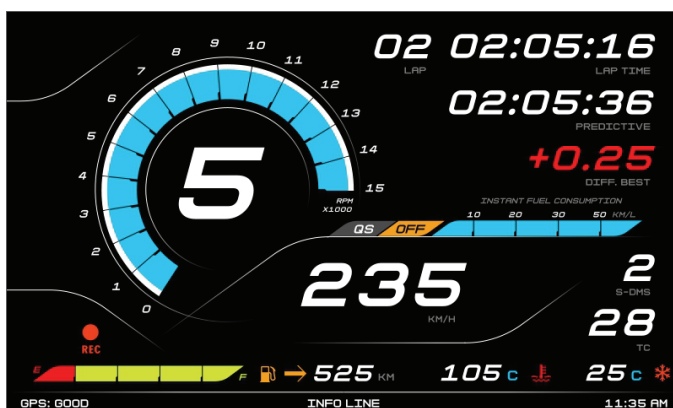 02 02:05:16
LAP LAP TIME
02:05:36
PREDICTIVE
+0.25
DIFF. BEST
0
1
2
3
4
5
6
7
8
9
10
11
12
13
14
15
RPM
X1000
5
INSTANT FUEL CONSUMPTION
10 20 30 50 KM/L
QS OFF
235
KM/H
2
S-DMS
28
TC
REC
E F 525 KM 105 C 25 C
GPS: GOOD INFO LINE 11:35 AM